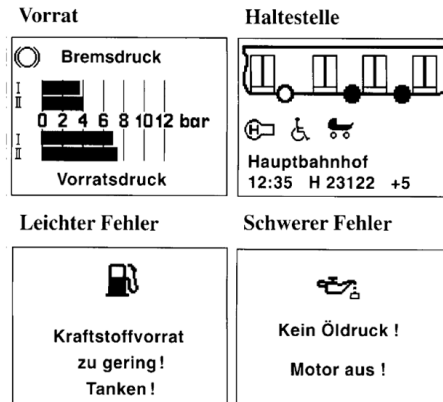 Vorrat
Bremsdruck
I
II
0 2 4 6 8 10 12 bar
I
II
Vorratsdruck
Haltestelle
H
Hauptbahnhof
12:35 H 23122 +5
Leichter Fehler
Kraftstoffvorrat
zu gering !
Tanken !
Schwerer Fehler
Kein Öldruck !
Motor aus !